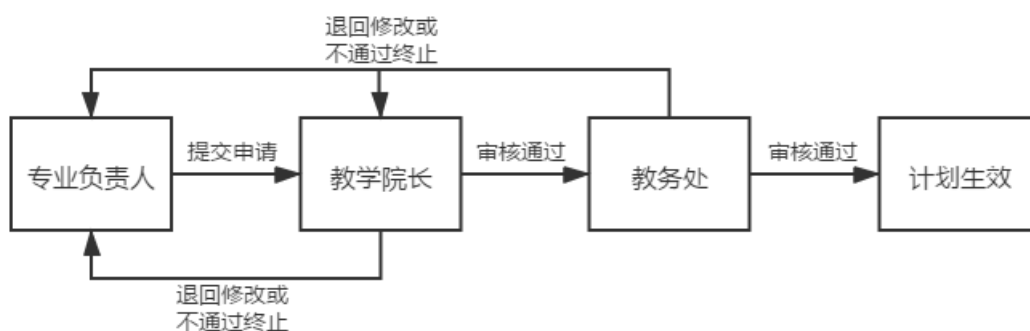 退回修改或
不通过终止
专业负责人
提交申请
教学院长
审核通过
教务处
审核通过
计划生效
退回修改或
不通过终止